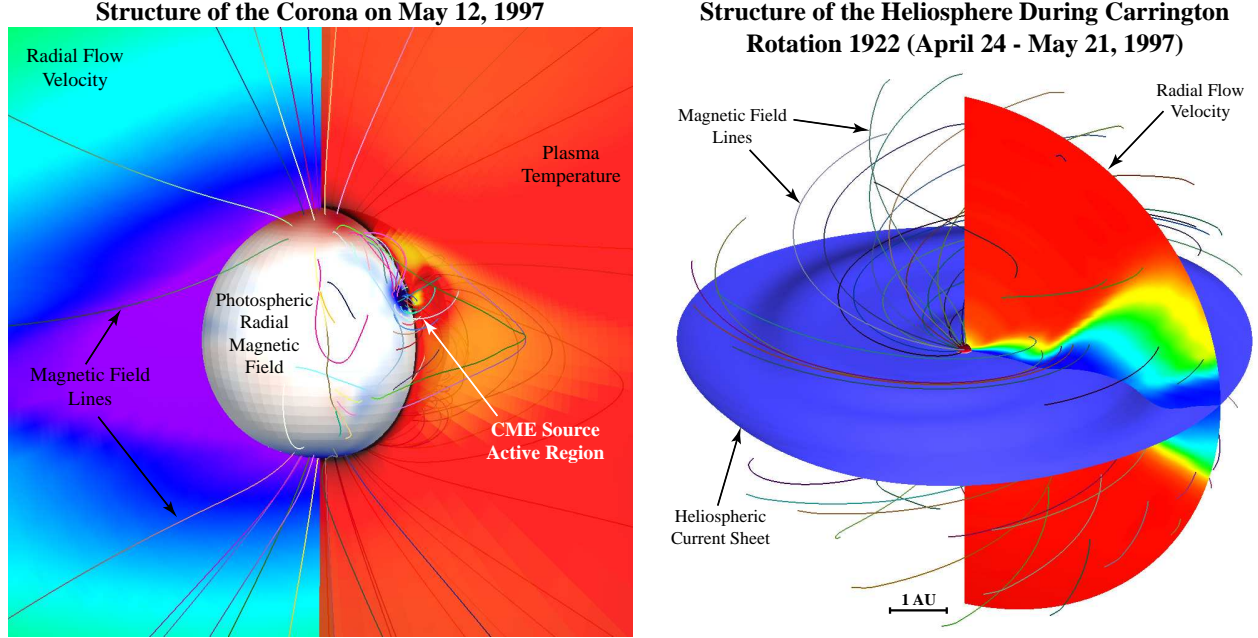 Structure of the Corona on May 12, 1997
Radial Flow
Velocity
Plasma
Temperature
Photospheric
Radial
Magnetic
Field
Magnetic Field
Lines
CME Source
Active Region
Structure of the Heliosphere During Carrington
Rotation 1922 (April 24 - May 21, 1997)
Magnetic Field
Lines
Radial Flow
Velocity
Heliospheric
Current Sheet
1 AU